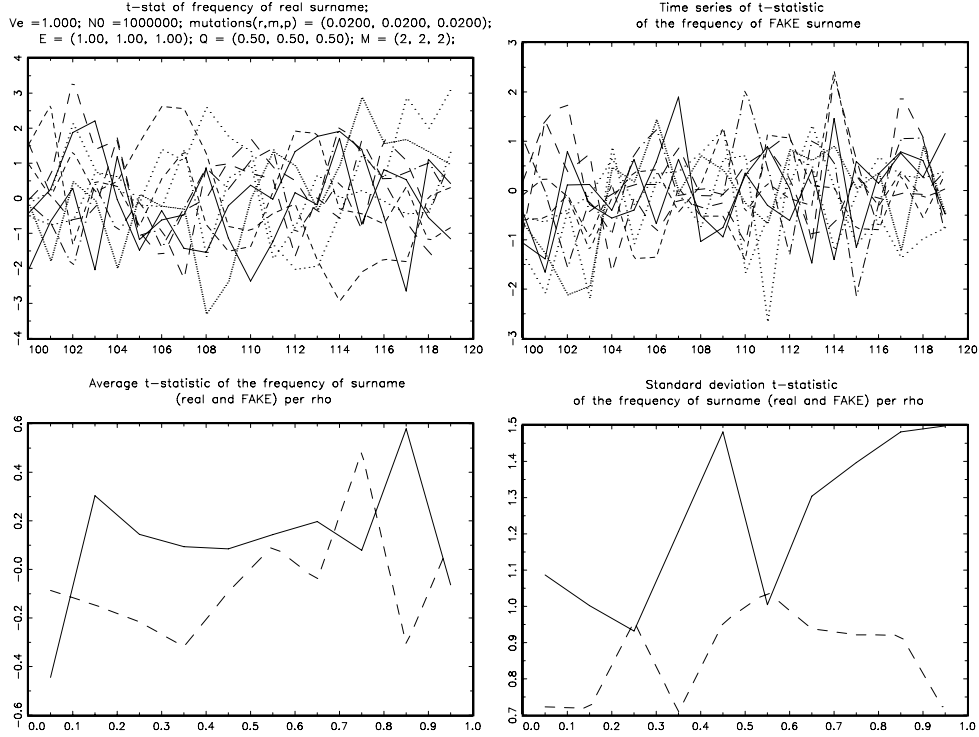 t-stat of frequency of real surname;
Ve =1.000; N0 =1000000; mutations(r,m,p) = (0.0200, 0.0200, 0.0200);
E = (1.00, 1.00, 1.00); Q = (0.50, 0.50, 0.50); M = (2, 2, 2);
4
3
2
1
0
-1
-2
-3
-4
100 102 104 106 108 110 112 114 116 118 120
Time series of t-statistic
of the frequency of FAKE surname
3
2
1
0
-1
-2
-3
100 102 104 106 108 110 112 114 116 118 120
Average t-statistic of the frequency of surname
(real and FAKE) per rho
0.6
0.4
0.2
-0.0
-0.2
-0.4
-0.6
0.0 0.1 0.2 0.3 0.4 0.5 0.6 0.7 0.8 0.9 1.0
Standard deviation t-statistic
of the frequency of surname (real and FAKE) per rho
1.5
1.4
1.3
1.2
1.1
1.0
0.9
0.8
0.7
0.0 0.1 0.2 0.3 0.4 0.5 0.6 0.7 0.8 0.9 1.0